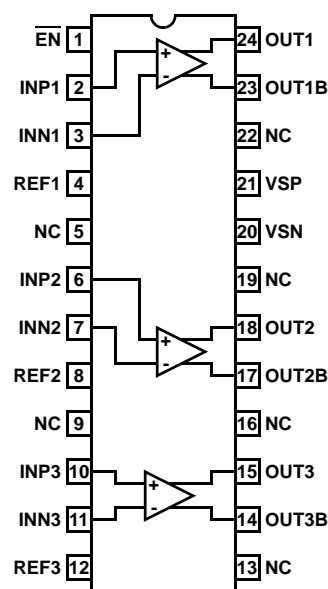 EN 1 + - 24 OUT1
INP1 2 23 OUT1B
INN1 3 22 NC
REF1 4 21 VSP
NC 5 20 VSN
INP2 6 19 NC
INN2 7 + - 18 OUT2
REF2 8 17 OUT2B
NC 9 16 NC
INP3 10 + - 15 OUT3
INN3 11 14 OUT3B
REF3 12 13 NC